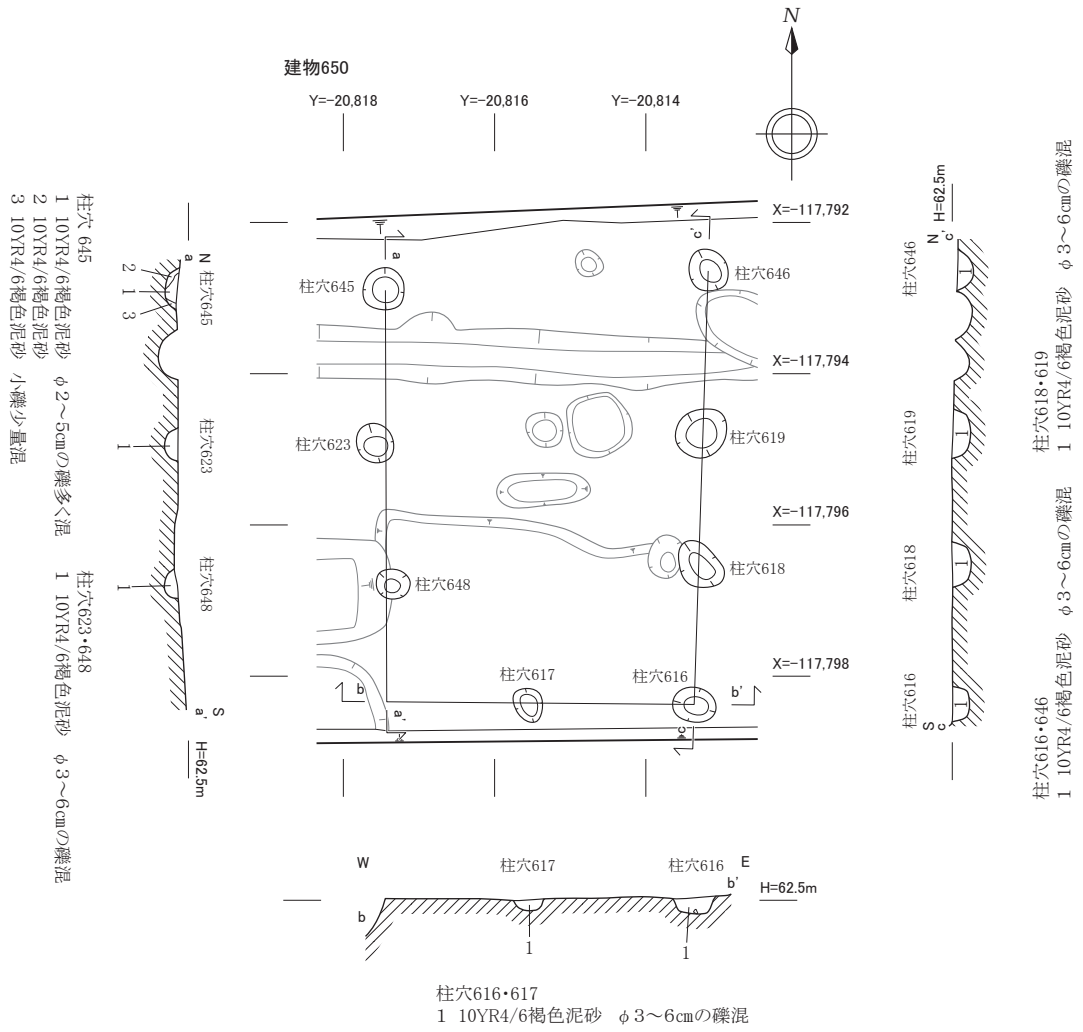 N
建物650
Y=-20,818
Y=-20,816
Y=-20,814
X=-117,792
X=-117,794
X=-117,796
X=-117,798
a
c'
柱穴645
柱穴646
柱穴623
柱穴619
柱穴648
柱穴618
柱穴617
柱穴616
b
b'
a'
c
柱穴 645
1 10YR4/6褐色泥砂 φ2～5cmの礫多く混
2 10YR4/6褐色泥砂
3 10YR4/6褐色泥砂 小礫少量混
柱穴623・648
1 10YR4/6褐色泥砂 φ3～6cmの礫混
N
a
柱穴645
2
1
3
柱穴623
1
柱穴648
1
S
a'
H=62.5m
H=62.5m
N
c'
柱穴646
1
柱穴619
1
柱穴618
1
柱穴616
1
S
c
柱穴618・619
1 10YR4/6褐色泥砂 φ3～6cmの礫混
柱穴616・646
1 10YR4/6褐色泥砂 φ3～6cmの礫混
W
柱穴617
柱穴616
E
b'
H=62.5m
b
1
1
柱穴616・617
1 10YR4/6褐色泥砂 φ3～6cmの礫混